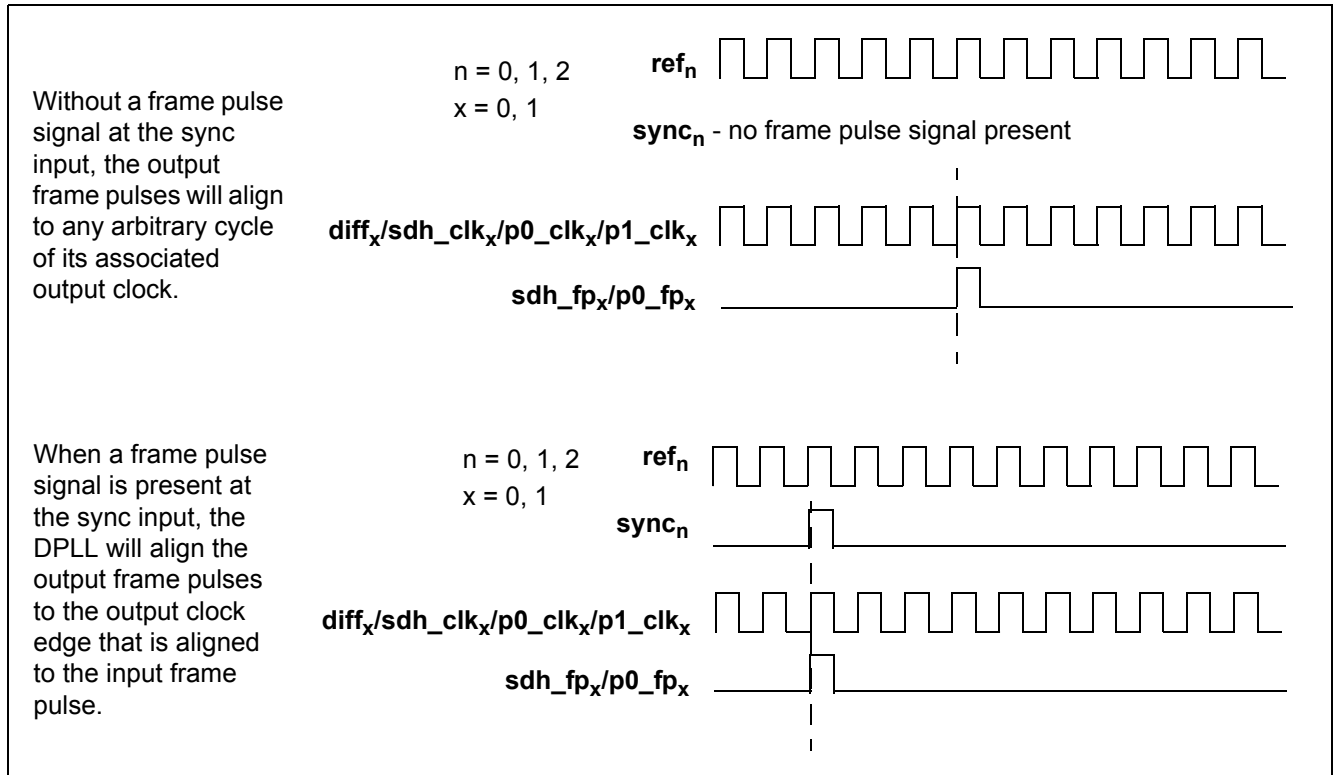 Without a frame pulse
signal at the sync
input, the output
frame pulses will align
to any arbitrary cycle
of its associated
output clock.
n = 0, 1, 2
x = 0, 1
refn
syncn - no frame pulse signal present
diffx/sdh_clkx/p0_clkx/p1_clkx
sdh_fpx/p0_fpx
When a frame pulse
signal is present at
the sync input, the
DPLL will align the
output frame pulses
to the output clock
edge that is aligned
to the input frame
pulse.
n = 0, 1, 2
x = 0, 1
refn
syncn
diffx/sdh_clkx/p0_clkx/p1_clkx
sdh_fpx/p0_fpx